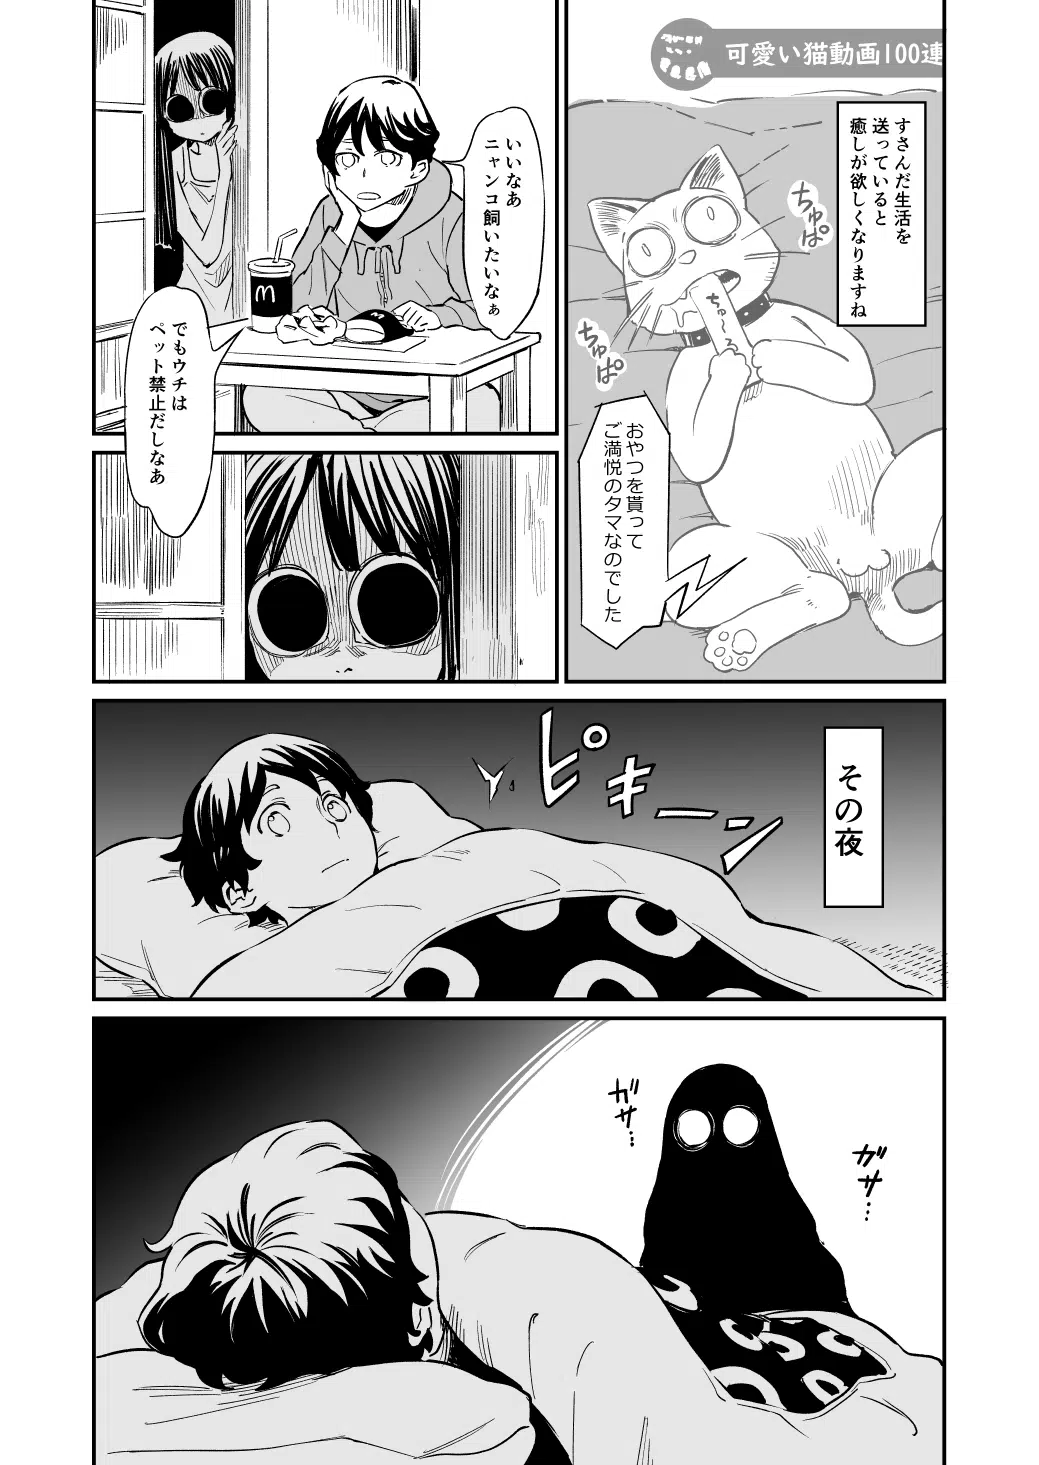 可愛い猫動画100連
すさんだ生活を
送っていると
癒しが欲しくなりますね
ちゅぱ
ちゅ〜る
ちゅぱ
おやつを貰って
ご満悦のタマなのでした
いいなあ
ニャンコ飼いたいなぁ
m
でもウチは
ペット禁止だしなあ
その夜
ピキーン
ガサ…
ガサ…